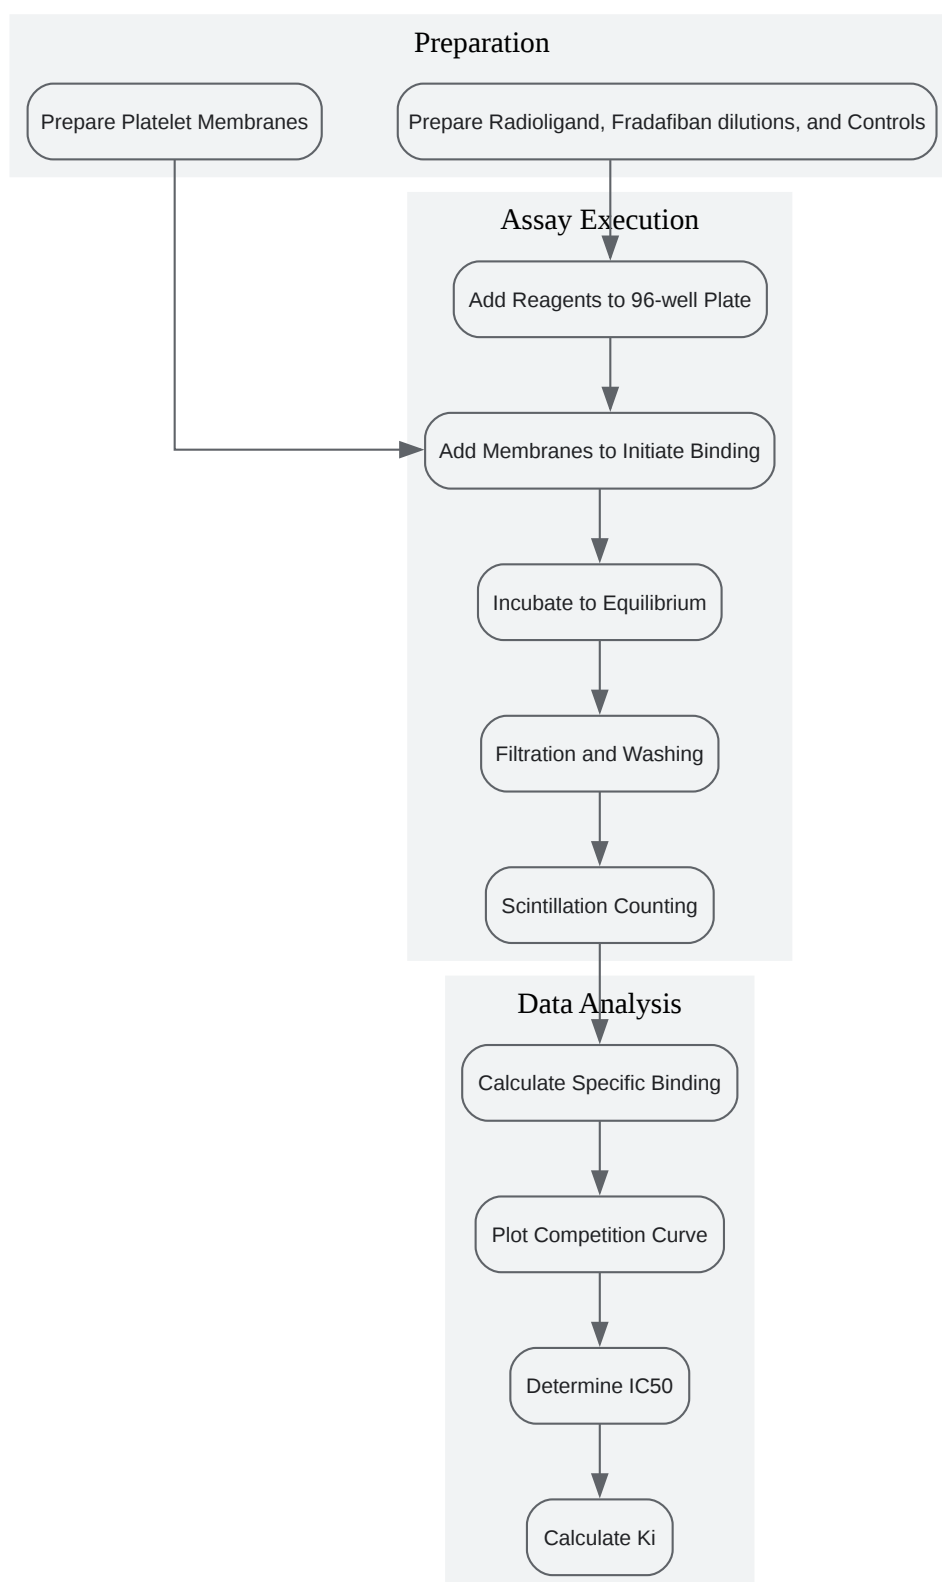 Preparation
Prepare Platelet Membranes
Prepare Radioligand, Fradafiban dilutions, and Controls
Assay Execution
Add Reagents to 96-well Plate
Add Membranes to Initiate Binding
Incubate to Equilibrium
Filtration and Washing
Scintillation Counting
Data Analysis
Calculate Specific Binding
Plot Competition Curve
Determine IC50
Calculate Ki